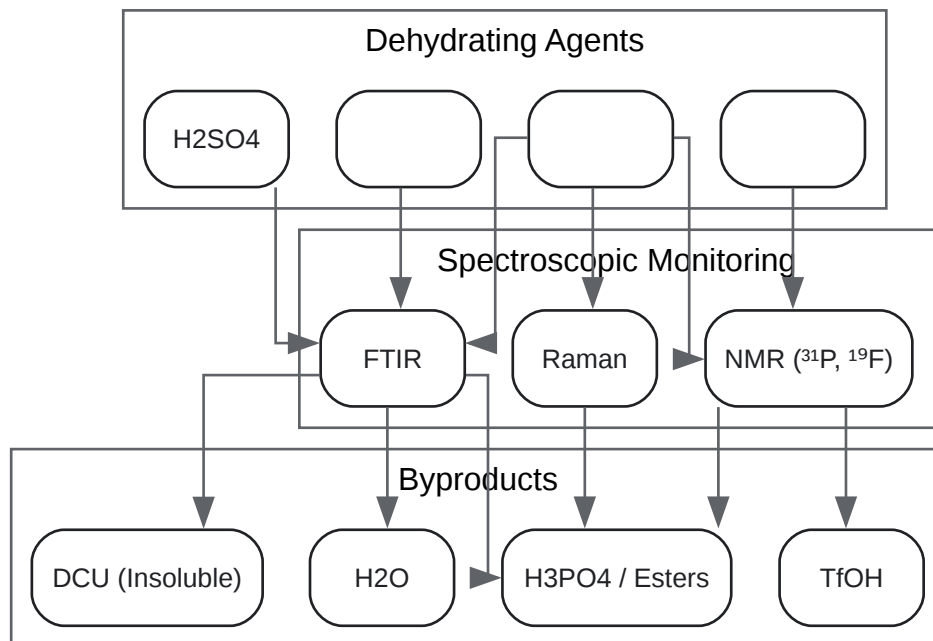 Dehydrating Agents
H2SO4
Spectroscopic Monitoring
FTIR
Raman
NMR (³¹P, ¹⁹F)
Byproducts
DCU (Insoluble)
H2O
H3PO4 / Esters
TfOH